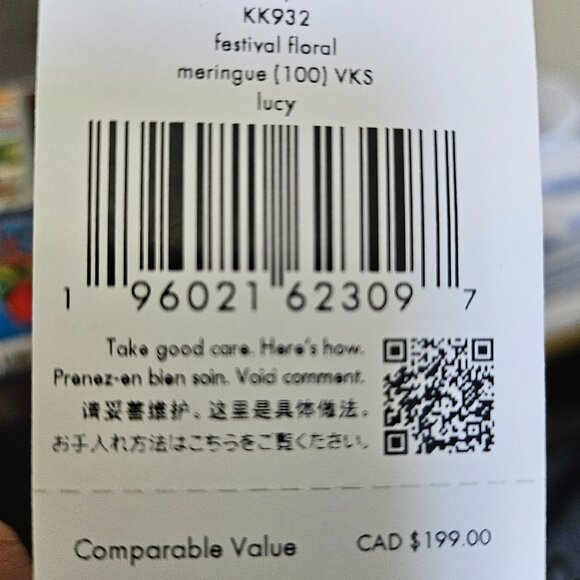 KK932
festival floral
meringue (100) VKS
lucy
1 96021 62309 7
Take good care. Here's how.
Prenez-en bien soin. Voici comment.
请妥善维护。这里是具体做法。
お手入れ方法はこちらをご覧ください。
Comparable Value CAD $199.00